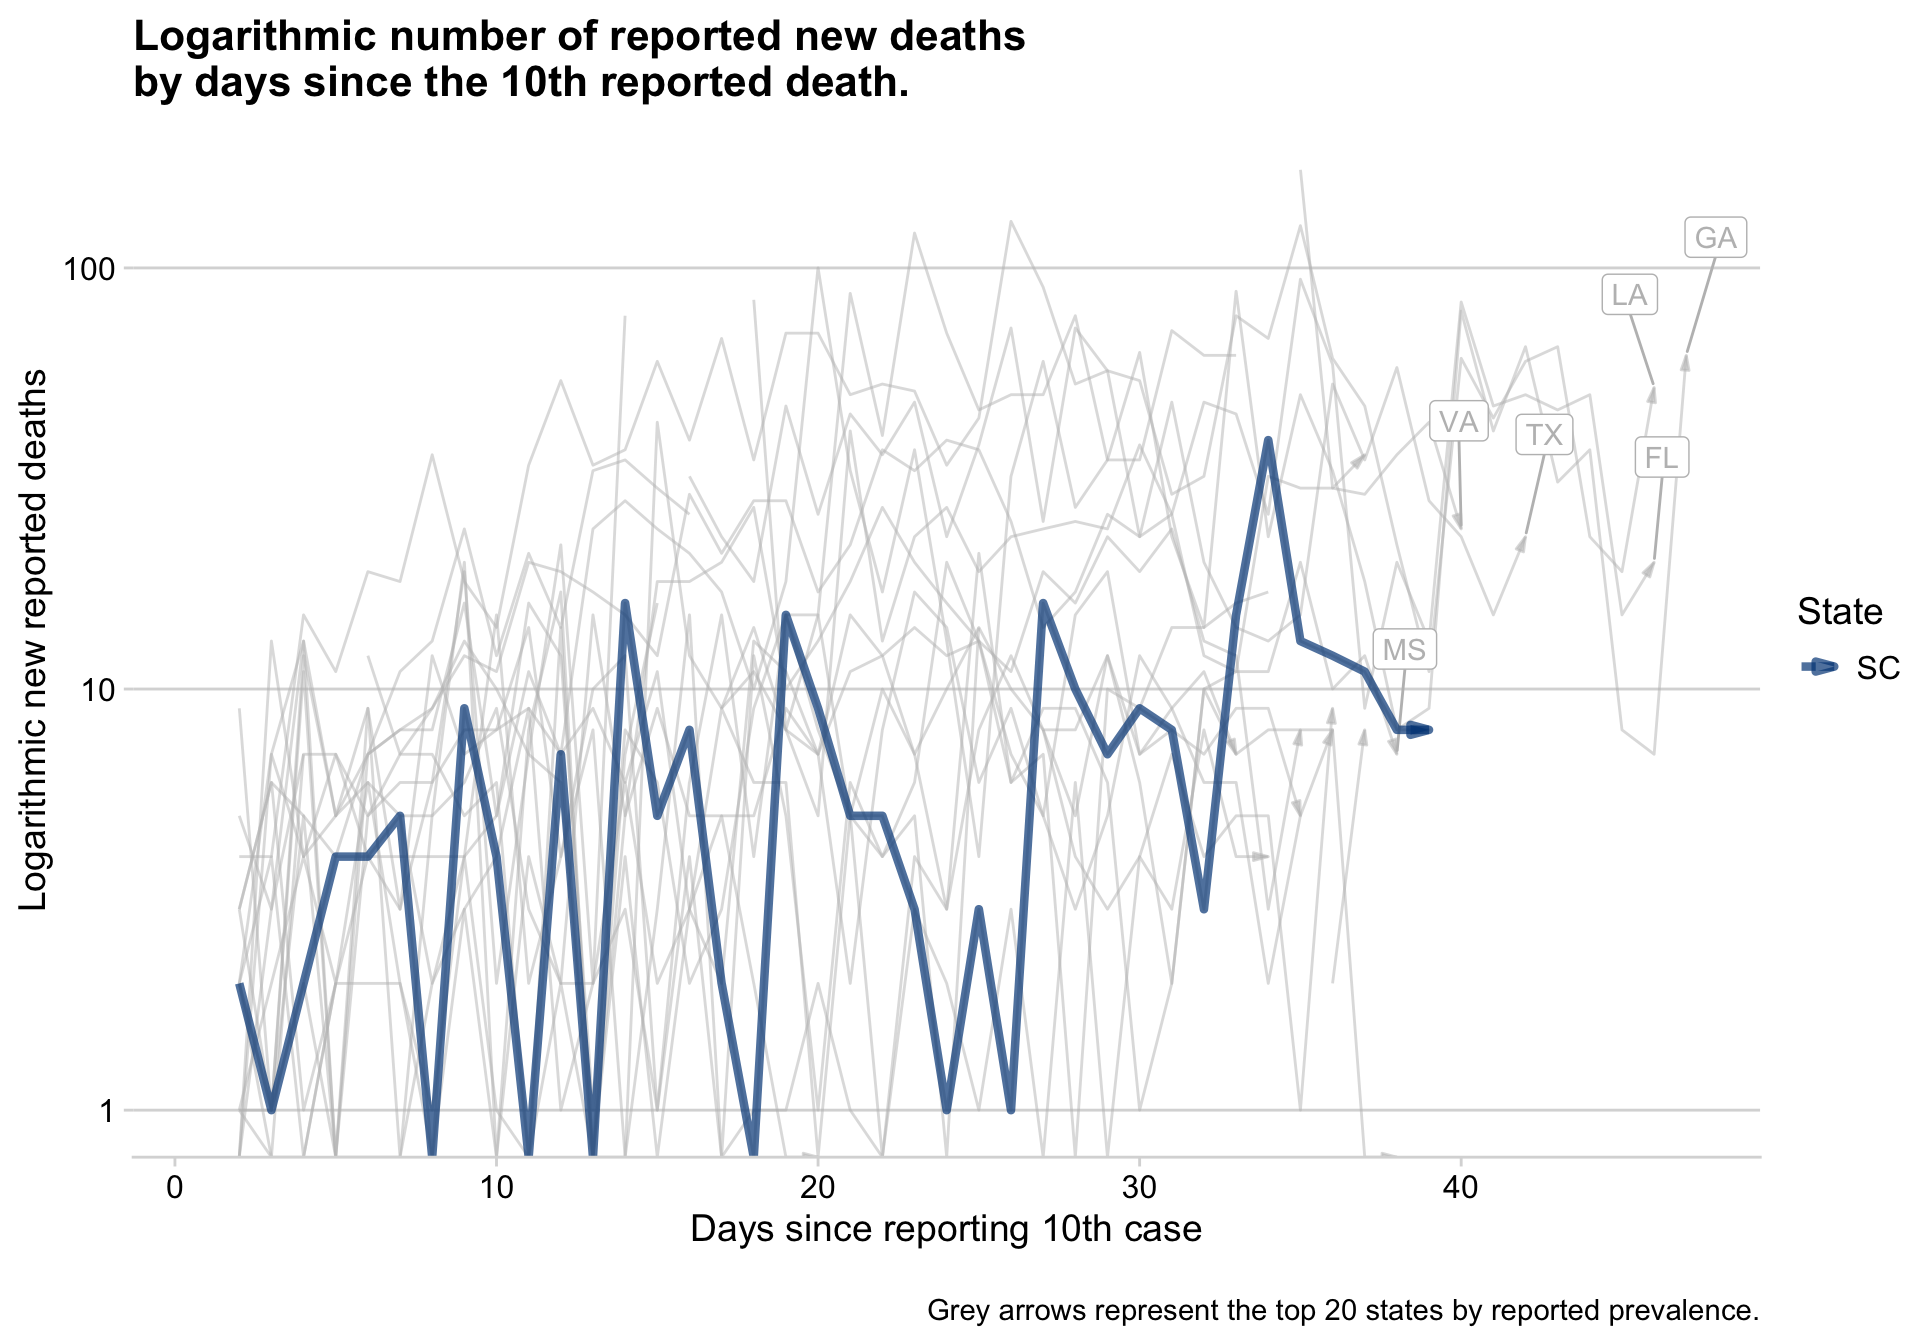 Logarithmic number of reported new deaths
by days since the 10th reported death.
Logarithmic new reported deaths
100
10
1
GA
LA
VA
TX
FL
MS
State
SC
0 10 20 30 40
Days since reporting 10th case
Grey arrows represent the top 20 states by reported prevalence.